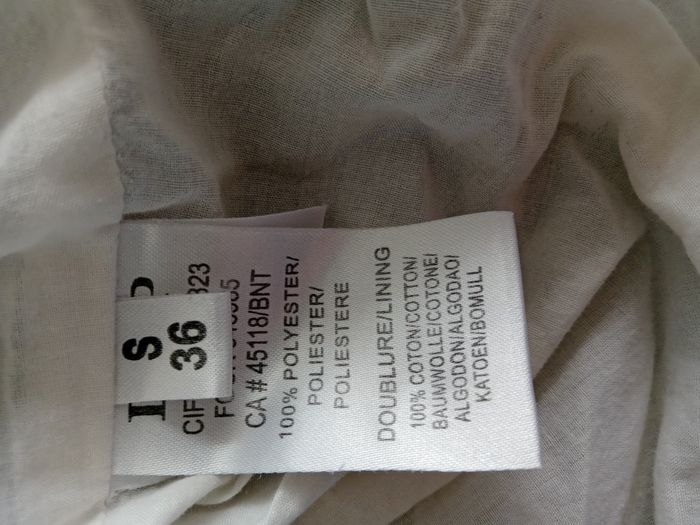 S
36
CA # 45118/BNT
100% POLYESTER/
POLIESTER/
POLIESTERE
DOUBLURE/LINING
100% COTON/COTTON/
BAUMWOLLE/COTONE/
ALGODON/ALGODAO/
KATOEN/BOMULL